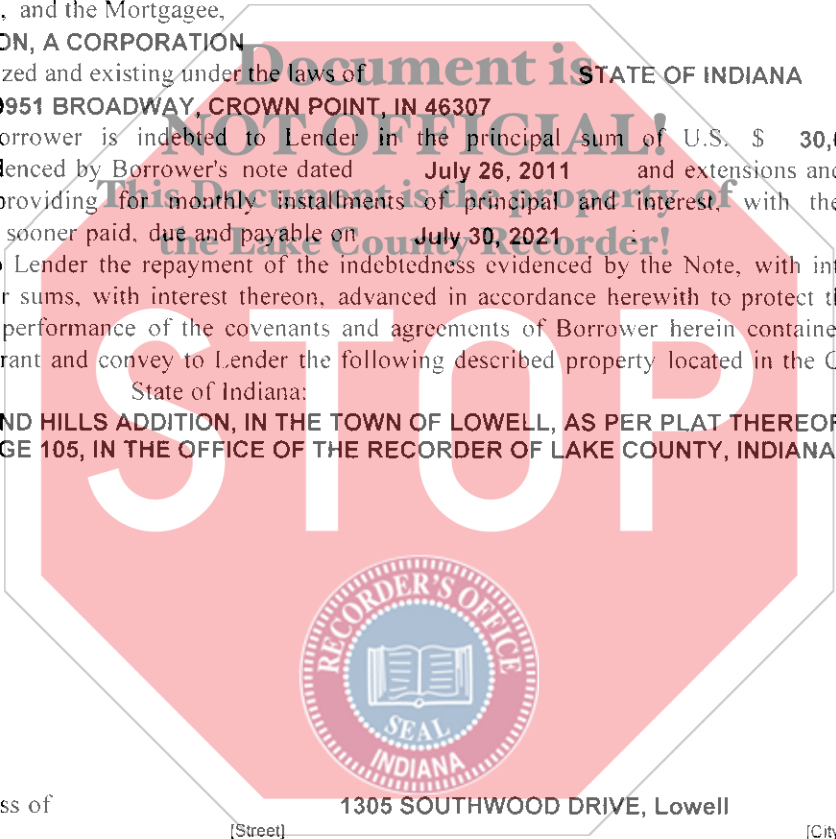 , and the Mortgagee,
ON, A CORPORATION
Document is
zed and existing under the laws of STATE OF INDIANA
9951 BROADWAY, CROWN POINT, IN 46307
NOT OFFICIAL!
orrower is indebted to Lender in the principal sum of U.S. $ 30,
denced by Borrower's note dated July 26, 2011 and extensions and
This Document is the property of
providing for monthly installments of principal and interest, with the
the Lake County Recorder!
sooner paid, due and payable on July 30, 2021 ;
Lender the repayment of the indebtedness evidenced by the Note, with int
r sums, with interest thereon, advanced in accordance herewith to protect t
performance of the covenants and agreements of Borrower herein containe
rant and convey to Lender the following described property located in the C
State of Indiana:
ND HILLS ADDITION, IN THE TOWN OF LOWELL, AS PER PLAT THEREOF
GE 105, IN THE OFFICE OF THE RECORDER OF LAKE COUNTY, INDIANA
STOP
RECORDER'S OFFICE
SEAL
INDIANA
ss of 1305 SOUTHWOOD DRIVE, Lowell
[Street] [City